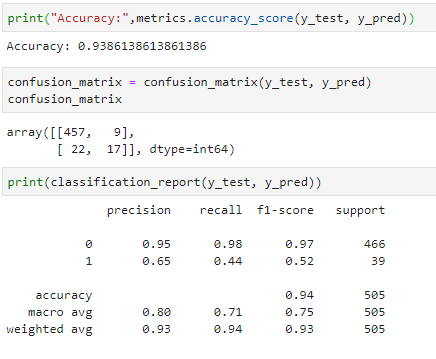 print("Accuracy:",metrics.accuracy_score(y_test, y_pred))
Accuracy: 0.9386138613861386
confusion_matrix = confusion_matrix(y_test, y_pred)
confusion_matrix
array([[457,   9],
       [ 22,  17]], dtype=int64)
print(classification_report(y_test, y_pred))
              precision    recall  f1-score   support
           0       0.95      0.98      0.97       466
           1       0.65      0.44      0.52        39
    accuracy                           0.94       505
   macro avg       0.80      0.71      0.75       505
weighted avg       0.93      0.94      0.93       505